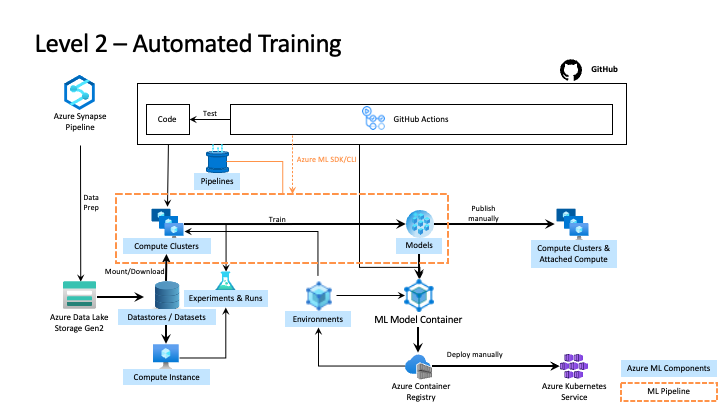 Level 2 – Automated Training
GitHub
Azure Synapse
Pipeline
Code
Test
GitHub Actions
Azure ML SDK/CLI
Pipelines
Data
Prep
Train
Publish
manually
Compute Clusters
Models
Compute Clusters &
Attached Compute
Mount/Download
Experiments & Runs
Azure Data Lake
Storage Gen2
Datastores / Datasets
Environments
ML Model Container
Compute Instance
Deploy manually
Azure Container
Registry
Azure Kubernetes
Service
Azure ML Components
ML Pipeline